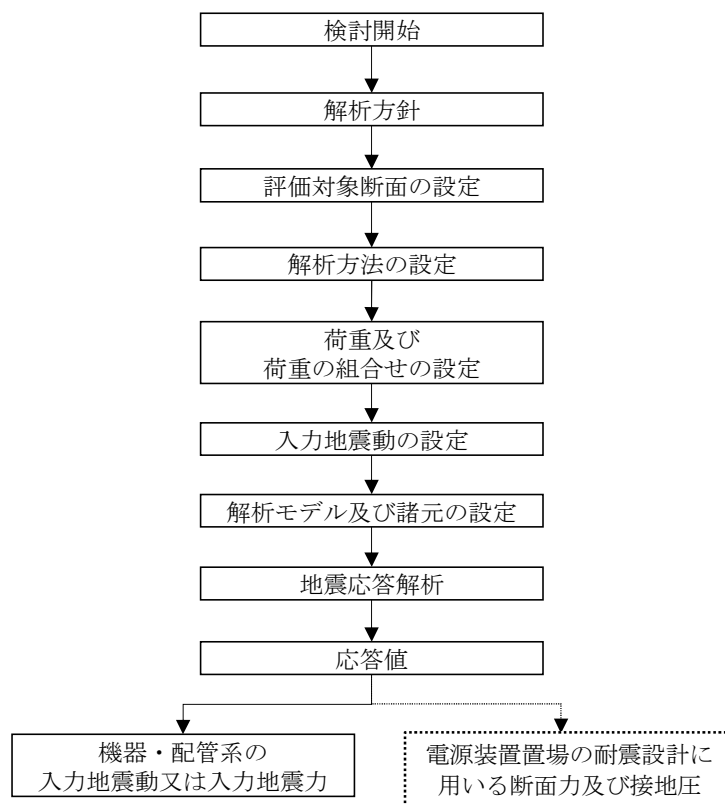 検討開始
解析方針
評価対象断面の設定
解析方法の設定
荷重及び
荷重の組合せの設定
入力地震動の設定
解析モデル及び諸元の設定
地震応答解析
応答値
機器・配管系の
入力地震動又は入力地震力
電源装置置場の耐震設計に
用いる断面力及び接地圧